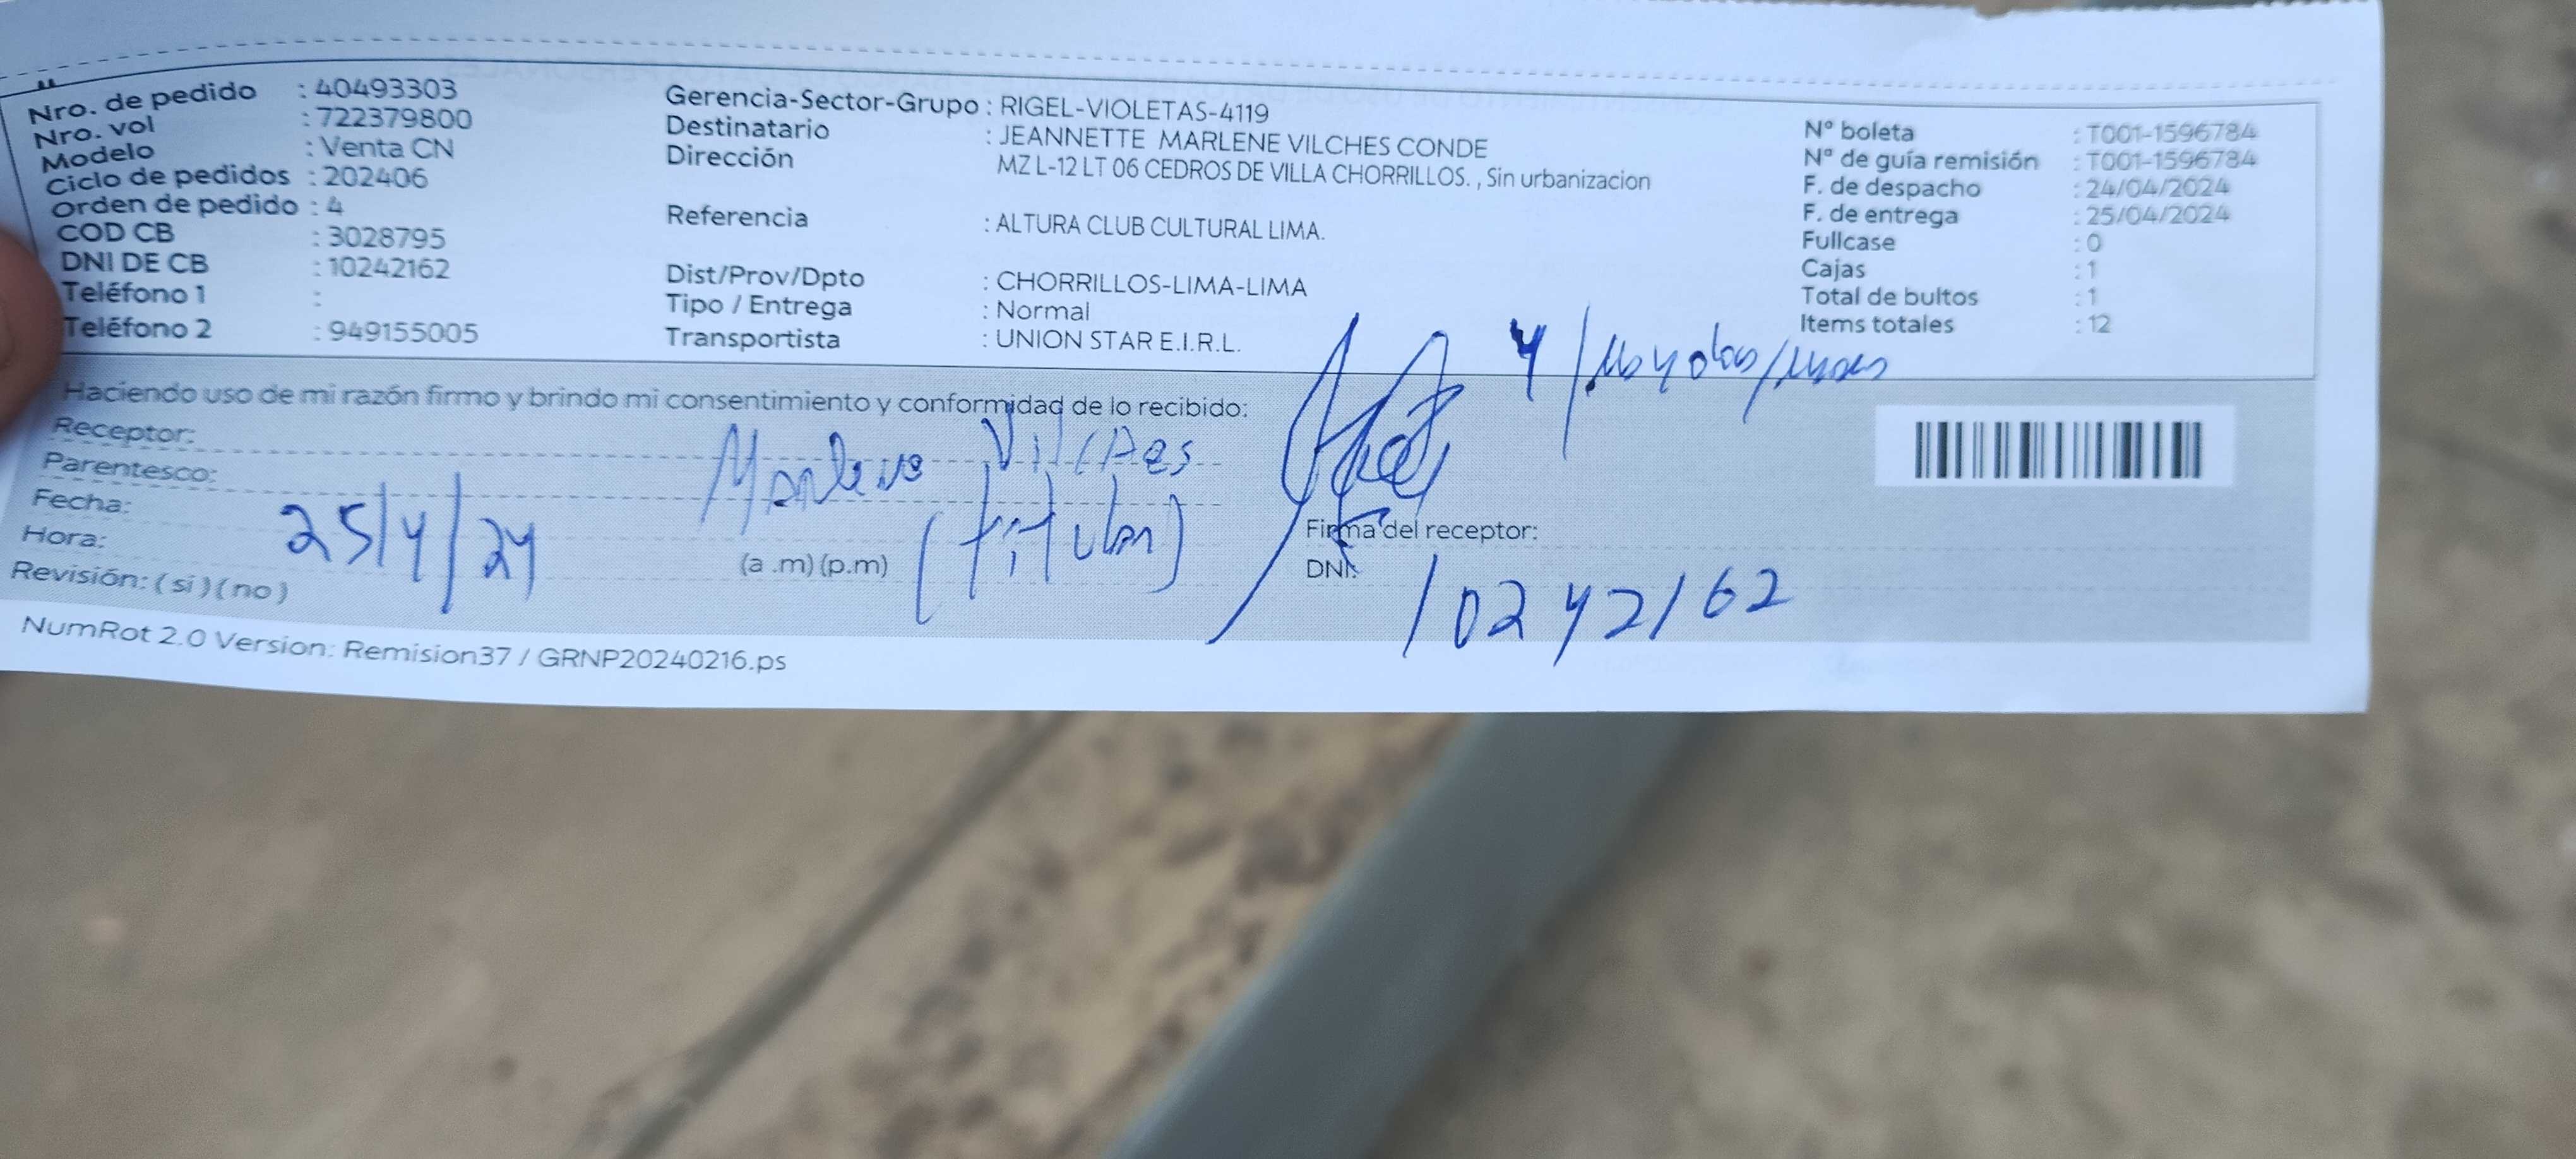 Nro. de pedido : 40493303
Nro. vol : 722379800
Modelo : Venta CN
Ciclo de pedidos : 202406
Orden de pedido : 4
COD CB : 3028795
DNI DE CB : 10242162
Teléfono 1 :
Teléfono 2 : 949155005
Gerencia-Sector-Grupo : RIGEL-VIOLETAS-4119
Destinatario : JEANNETTE MARLENE VILCHES CONDE
Dirección MZ L-12 LT 06 CEDROS DE VILLA CHORRILLOS. , Sin urbanizacion
Referencia : ALTURA CLUB CULTURAL LIMA.
Dist/Prov/Dpto : CHORRILLOS-LIMA-LIMA
Tipo / Entrega : Normal
Transportista : UNION STAR E.I.R.L.
Nº boleta : T001-1596784
Nº de guía remisión : T001-1596784
F. de despacho : 24/04/2024
F. de entrega : 25/04/2024
Fullcase : 0
Cajas : 1
Total de bultos : 1
Items totales : 12
Haciendo uso de mi razón firmo y brindo mi consentimiento y conformidad de lo recibido:
Receptor:
Marlene Vilches
Parentesco:
(titular)
Fecha:
25/4/24
Hora: (a .m) (p.m)
Revisión: ( si ) ( no )
Firma del receptor:
DNI:
10242162
NumRot 2.0 Version: Remision37 / GRNP20240216.ps